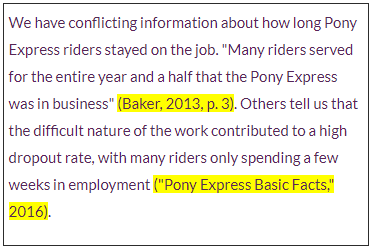 We have conflicting information about how long Pony
Express riders stayed on the job. "Many riders served
for the entire year and a half that the Pony Express
was in business" (Baker, 2013, p. 3). Others tell us that
the difficult nature of the work contributed to a high
dropout rate, with many riders only spending a few
weeks in employment ("Pony Express Basic Facts,"
2016).